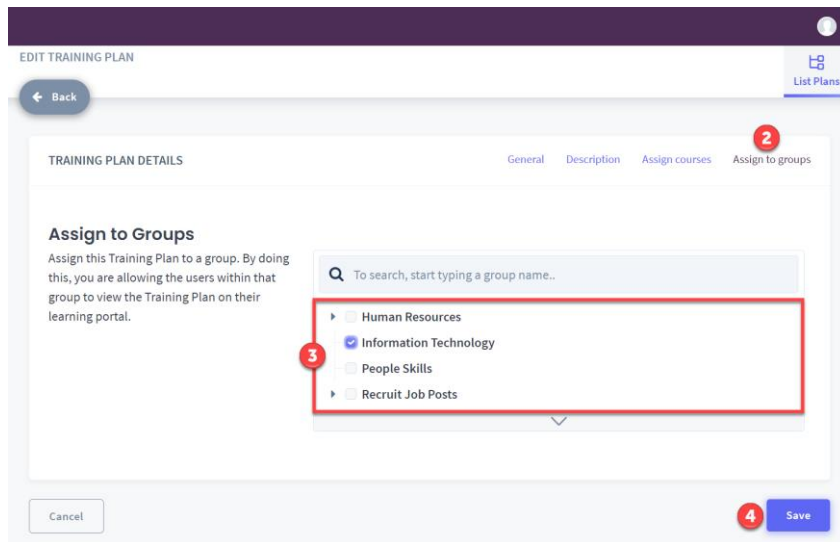 EDIT TRAINING PLAN
List Plans
Back
2
TRAINING PLAN DETAILS
General Description Assign courses Assign to groups
Assign to Groups
Assign this Training Plan to a group. By doing
this, you are allowing the users within that
group to view the Training Plan on their
learning portal.
To search, start typing a group name..
3
Human Resources
Information Technology
People Skills
Recruit Job Posts
Cancel
4
Save